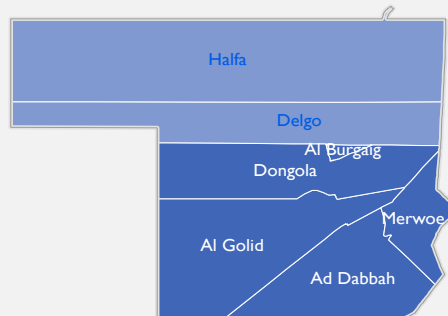 Halfa
Delgo
Al Burgaig
Dongola
Merwoe
Al Golid
Ad Dabbah